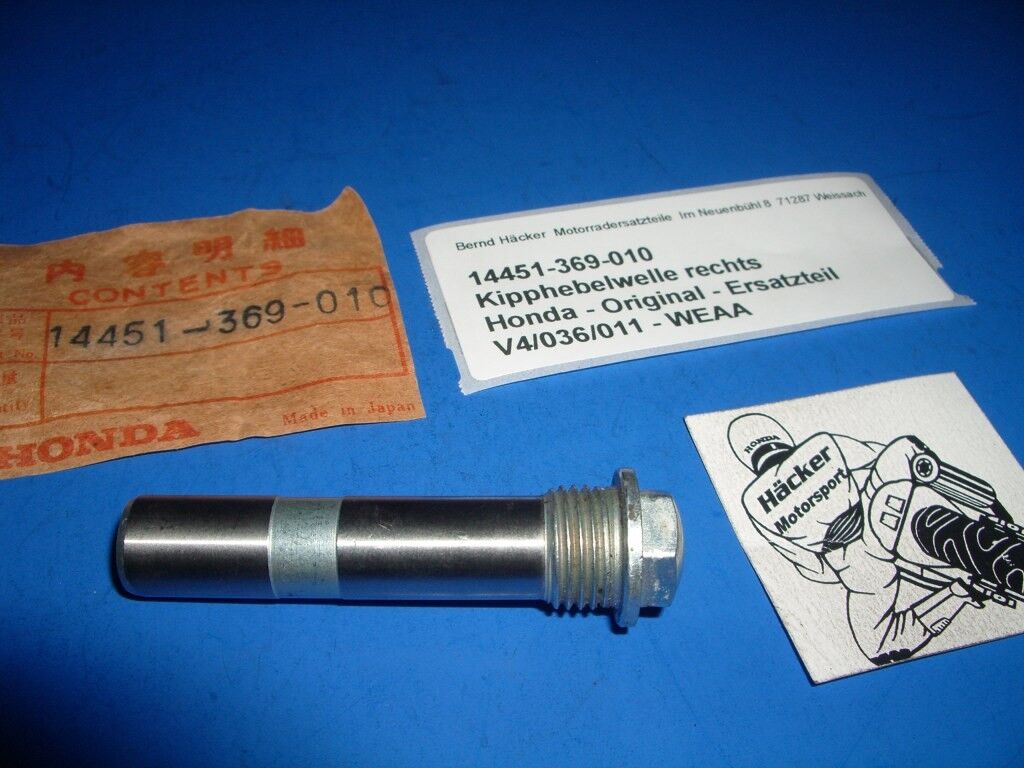 内容明細
CONTENTS
14451-369-010
HONDA
Made in Japan
Bernd Häcker Motorradersatzteile Im Neuenbühl 8 71287 Weissach
14451-369-010
Kipphebelwelle rechts
Honda - Original - Ersatzteil
V4/036/011 - WEAA
HONDA
Häcker
Motorsport